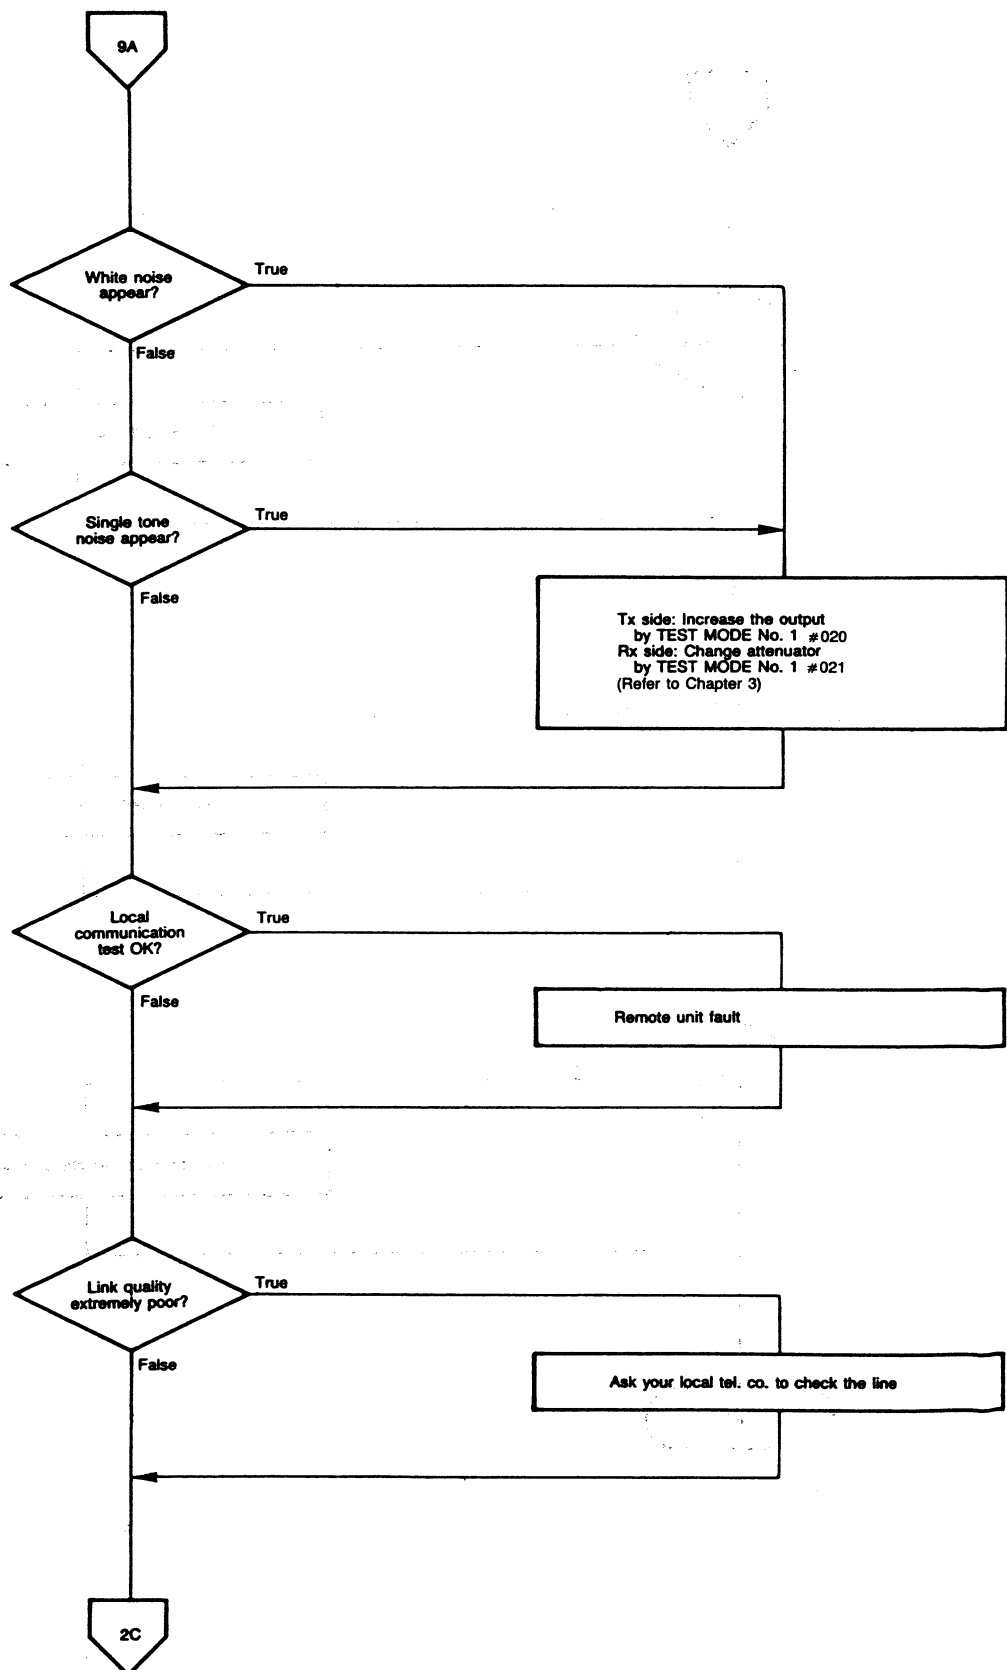 9A
White noise
appear?
True
False
Single tone
noise appear?
True
False
Tx side: Increase the output
by TEST MODE No. 1 #020
Rx side: Change attenuator
by TEST MODE No. 1 #021
(Refer to Chapter 3)
Local
communication
test OK?
True
False
Remote unit fault
Link quality
extremely poor?
True
False
Ask your local tel. co. to check the line
2C